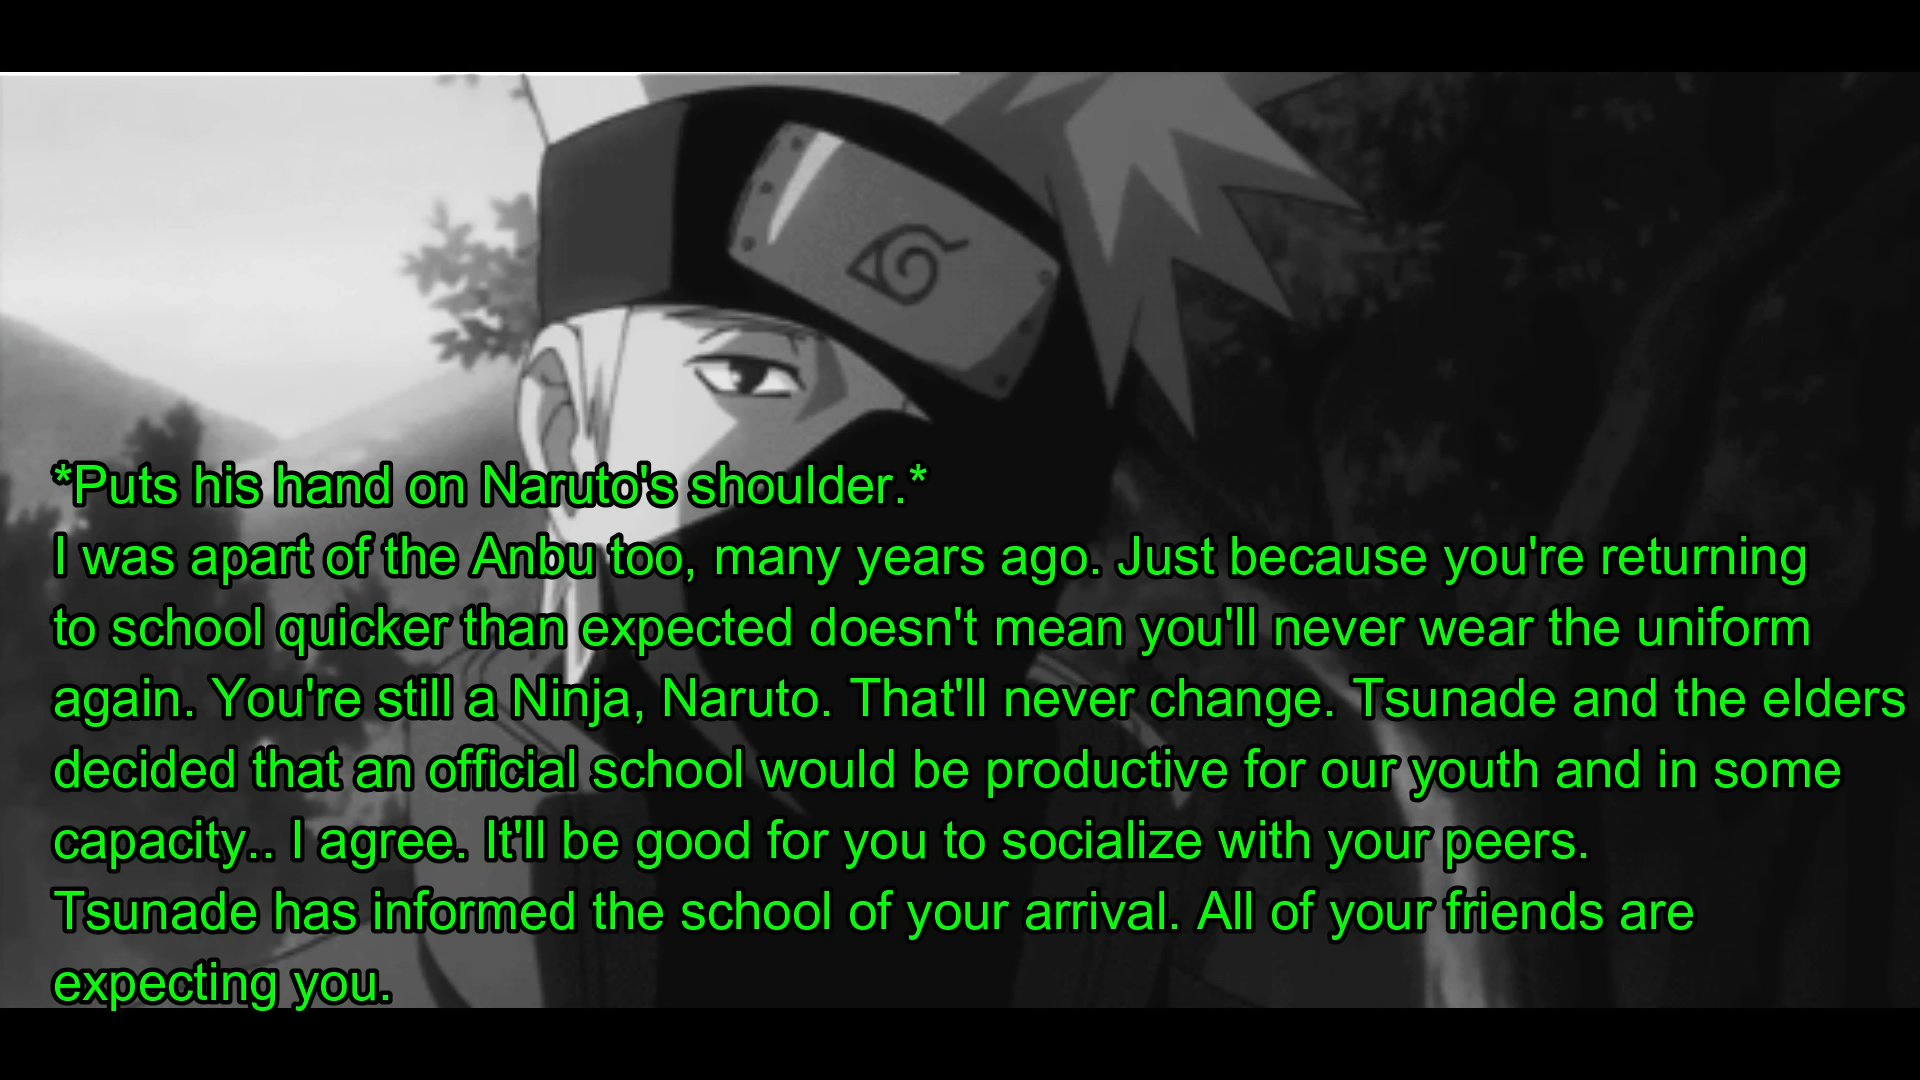 *Puts his hand on Naruto's shoulder.*
I was apart of the Anbu too, many years ago. Just because you're returning
to school quicker than expected doesn't mean you'll never wear the uniform
again. You're still a Ninja, Naruto. That'll never change. Tsunade and the elders
decided that an official school would be productive for our youth and in some
capacity.. I agree. It'll be good for you to socialize with your peers.
Tsunade has informed the school of your arrival. All of your friends are
expecting you.